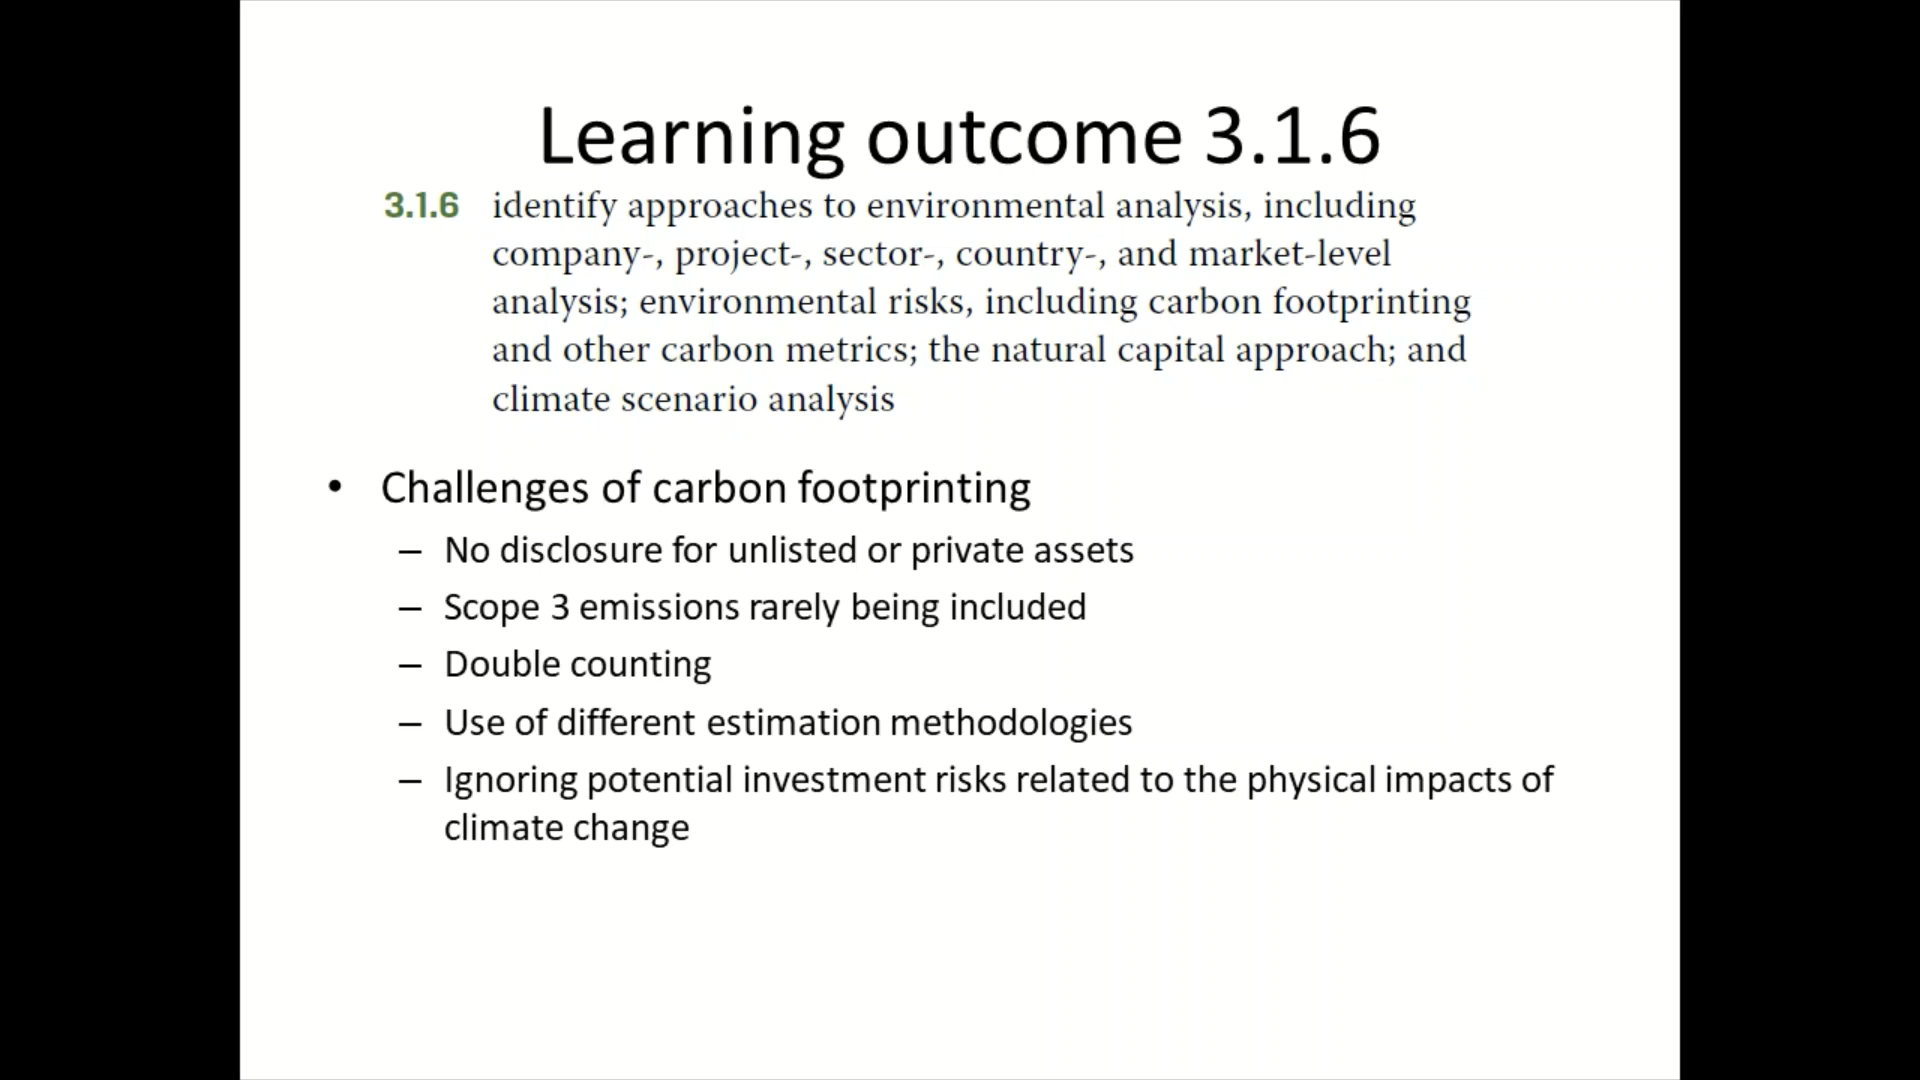 Learning outcome 3.1.6
3.1.6 identify approaches to environmental analysis, including
company-, project-, sector-, country-, and market-level
analysis; environmental risks, including carbon footprinting
and other carbon metrics; the natural capital approach; and
climate scenario analysis
• Challenges of carbon footprinting
– No disclosure for unlisted or private assets
– Scope 3 emissions rarely being included
– Double counting
– Use of different estimation methodologies
– Ignoring potential investment risks related to the physical impacts of
climate change